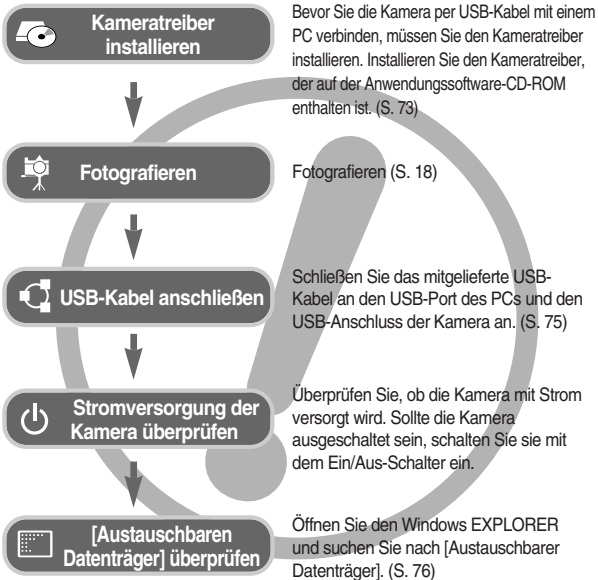 Kameratreiber
installieren
Bevor Sie die Kamera per USB-Kabel mit einem
PC verbinden, müssen Sie den Kameratreiber
installieren. Installieren Sie den Kameratreiber,
der auf der Anwendungssoftware-CD-ROM
enthalten ist. (S. 73)
Fotografieren
Fotografieren (S. 18)
USB-Kabel anschließen
Schließen Sie das mitgelieferte USB-
Kabel an den USB-Port des PCs und den
USB-Anschluss der Kamera an. (S. 75)
Stromversorgung der
Kamera überprüfen
Überprüfen Sie, ob die Kamera mit Strom
versorgt wird. Sollte die Kamera
ausgeschaltet sein, schalten Sie sie mit
dem Ein/Aus-Schalter ein.
[Austauschbaren
Datenträger] überprüfen
Öffnen Sie den Windows EXPLORER
und suchen Sie nach [Austauschbarer
Datenträger]. (S. 76)